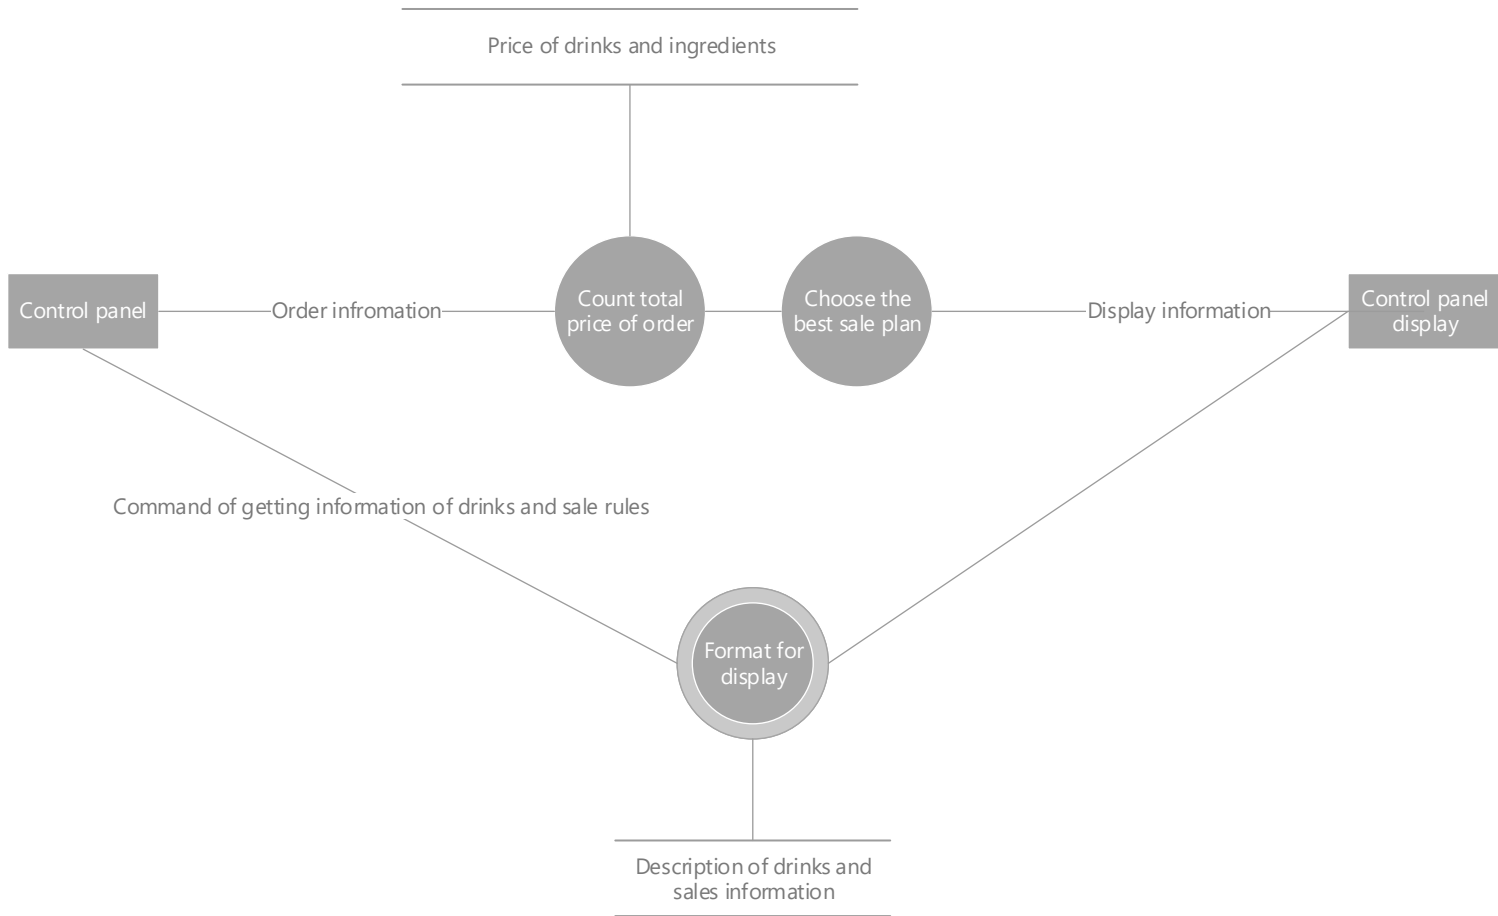 Price of drinks and ingredients
Control panel
Order infromation
Count total
price of order
Choose the
best sale plan
Display information
Control panel
display
Command of getting information of drinks and sale rules
Format for
display
Description of drinks and
sales information